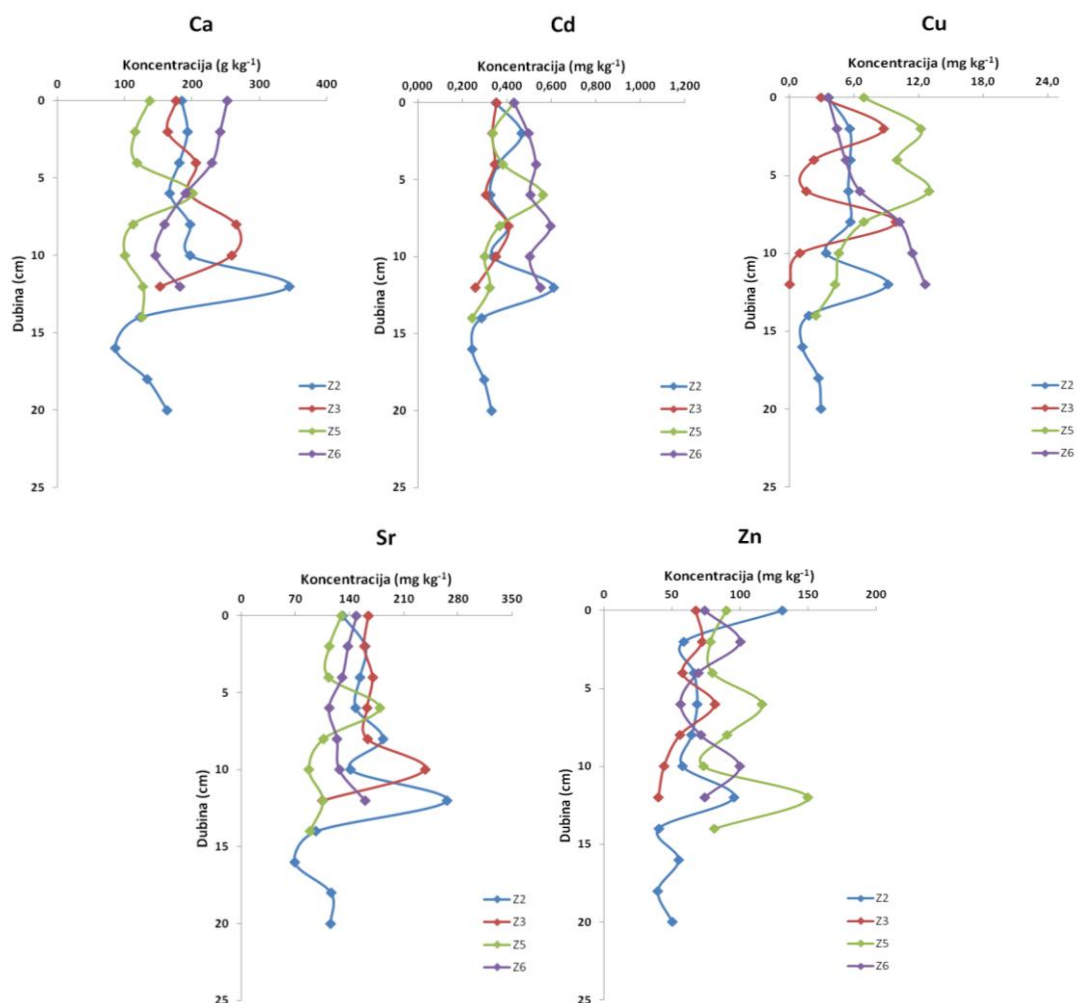 Ca
Koncentracija (g kg⁻¹)
0 100 200 300 400
0
5
10
15
20
25
Dubina (cm)
Z2
Z3
Z5
Z6
Cd
Koncentracija (mg kg⁻¹)
0,000 0,200 0,400 0,600 0,800 1,000 1,200
0
5
10
15
20
25
Dubina (cm)
Z2
Z3
Z5
Z6
Cu
Koncentracija (mg kg⁻¹)
0,0 6,0 12,0 18,0 24,0
0
5
10
15
20
25
Dubina (cm)
Z2
Z3
Z5
Z6
Sr
Koncentracija (mg kg⁻¹)
0 70 140 210 280 350
0
5
10
15
20
25
Dubina (cm)
Z2
Z3
Z5
Z6
Zn
Koncentracija (mg kg⁻¹)
0 50 100 150 200
0
5
10
15
20
25
Dubina (cm)
Z2
Z3
Z5
Z6